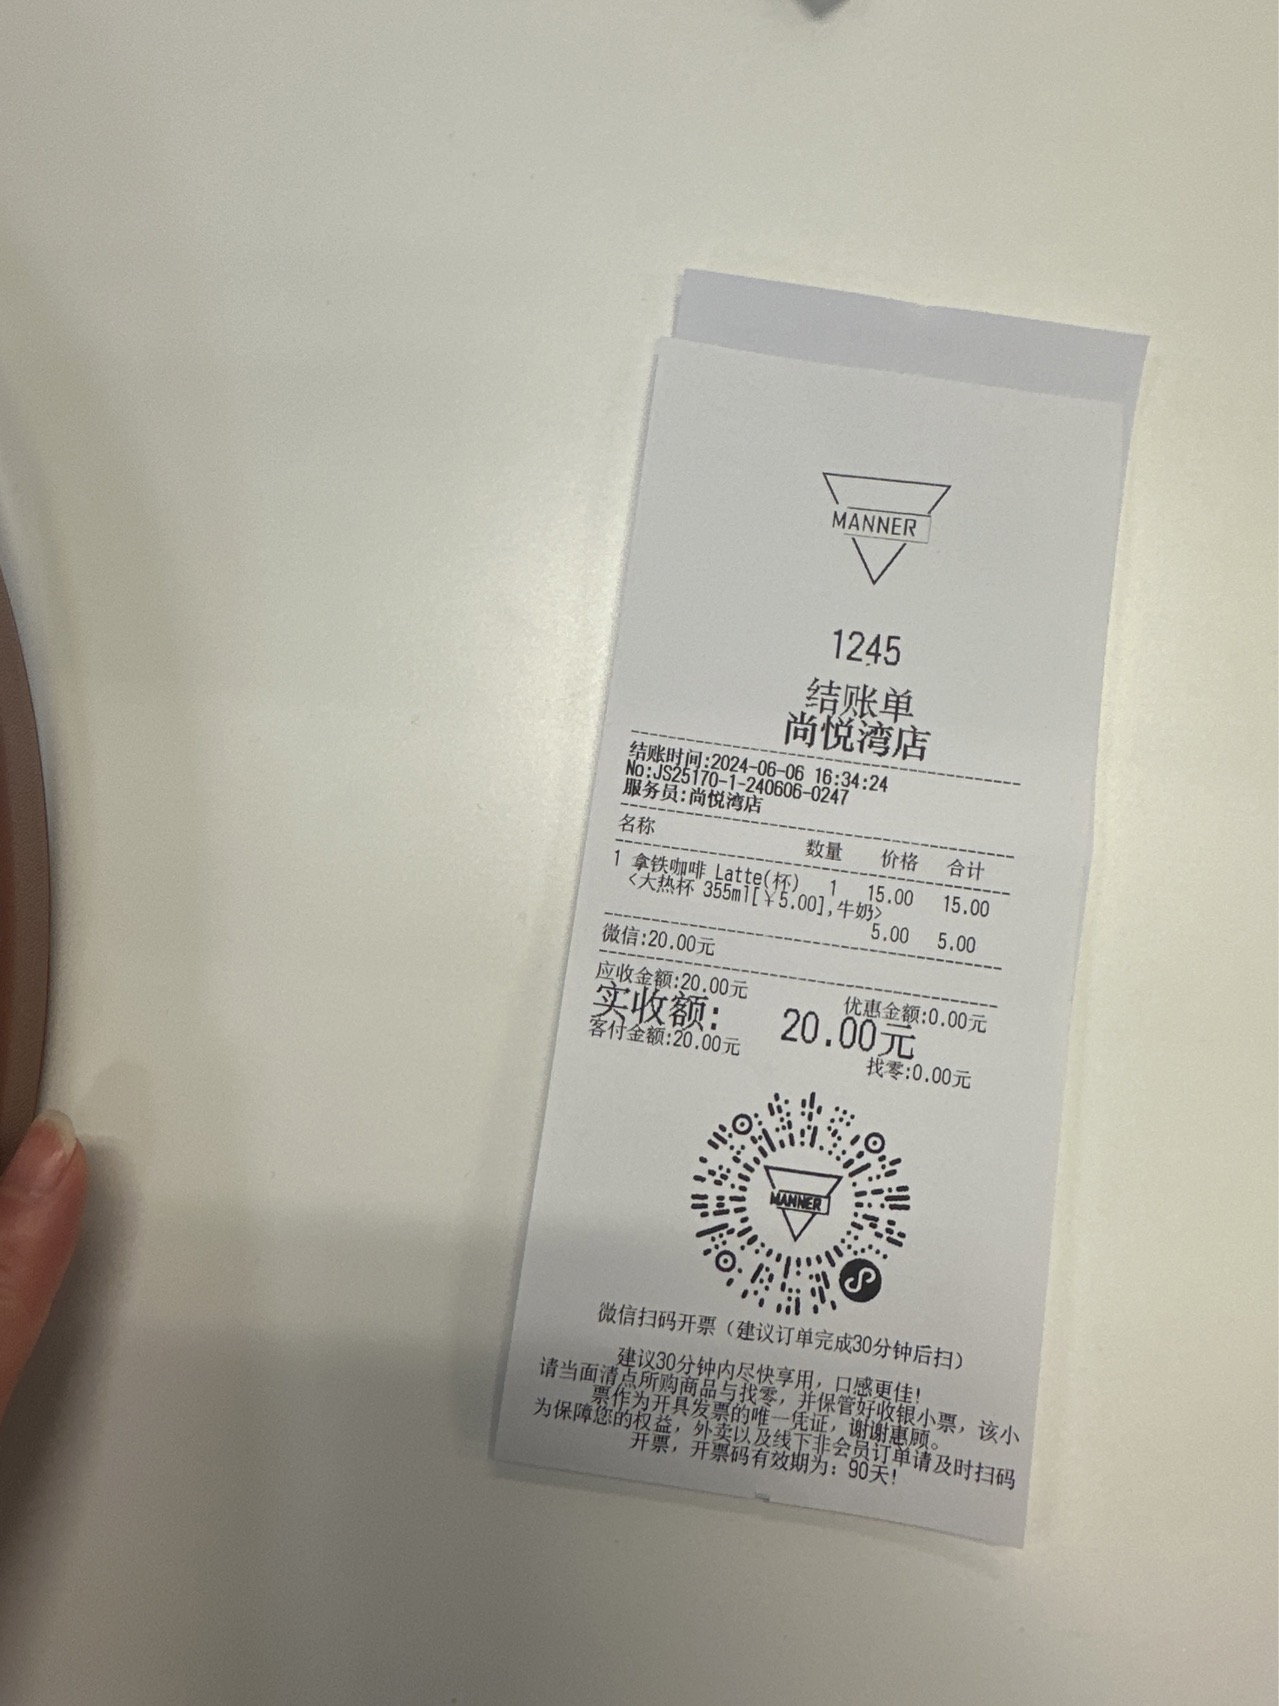 MANNER
1245
结账单
尚悦湾店
结账时间:2024-06-06 16:34:24
No:JS25170-1-240606-0247
服务员:尚悦湾店
名称 数量 价格 合计
1 拿铁咖啡 Latte(杯) 1 15.00 15.00
<大热杯 355ml[￥5.00],牛奶>
5.00 5.00
微信:20.00元
应收金额:20.00元 优惠金额:0.00元
实收额: 20.00元
客付金额:20.00元 找零:0.00元
MANNER
微信扫码开票（建议订单完成30分钟后扫）
建议30分钟内尽快享用，口感更佳!
请当面清点所购商品与找零，并保管好收银小票，该小
票作为开具发票的唯一凭证，谢谢惠顾。
为保障您的权益，外卖以及线下非会员订单请及时扫码
开票，开票码有效期为：90天!